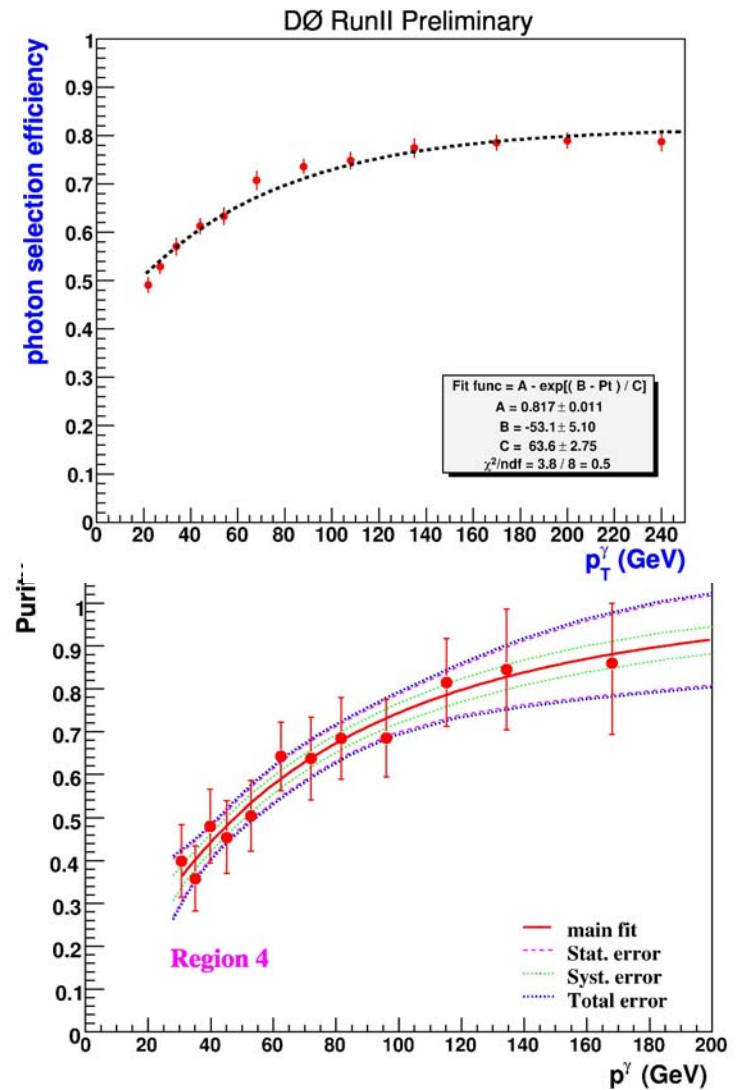 DØ RunII Preliminary
photon selection efficiency
1
0.9
0.8
0.7
0.6
0.5
0.4
0.3
0.2
0.1
0
Fit func = A - exp[( B - Pt ) / C]
A = 0.817 ± 0.011
B = -53.1 ± 5.10
C = 63.6 ± 2.75
χ²/ndf = 3.8 / 8 = 0.5
0 20 40 60 80 100 120 140 160 180 200 220 240
p_T^γ (GeV)
1
0.9
0.8
0.7
0.6
0.5
0.4
0.3
0.2
0.1
0
Region 4
main fit
Stat. error
Syst. error
Total error
0 20 40 60 80 100 120 140 160 180 200
p^γ (GeV)